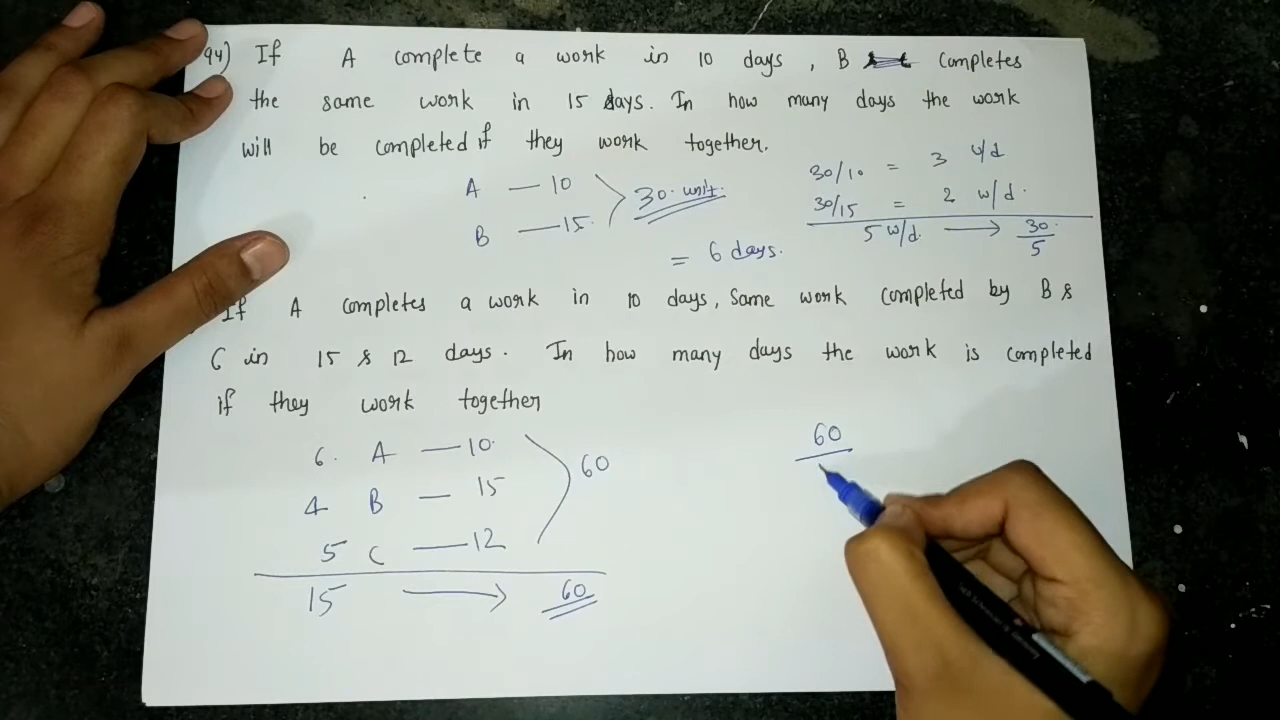 94) If A complete a work in 10 days, B completes
the same work in 15 days. In how many days the work
will be completed if they work together.
A — 10
B — 15
30 unit.
30/10 = 3 w/d
30/15 = 2 w/d.
5 w/d. → 30/5
= 6 days.
If A completes a work in 10 days, Same work completed by B &
C in 15 & 12 days. In how many days the work is completed
if they work together
6. A — 10
4 B — 15
5 C — 12
60
15 → 60
60